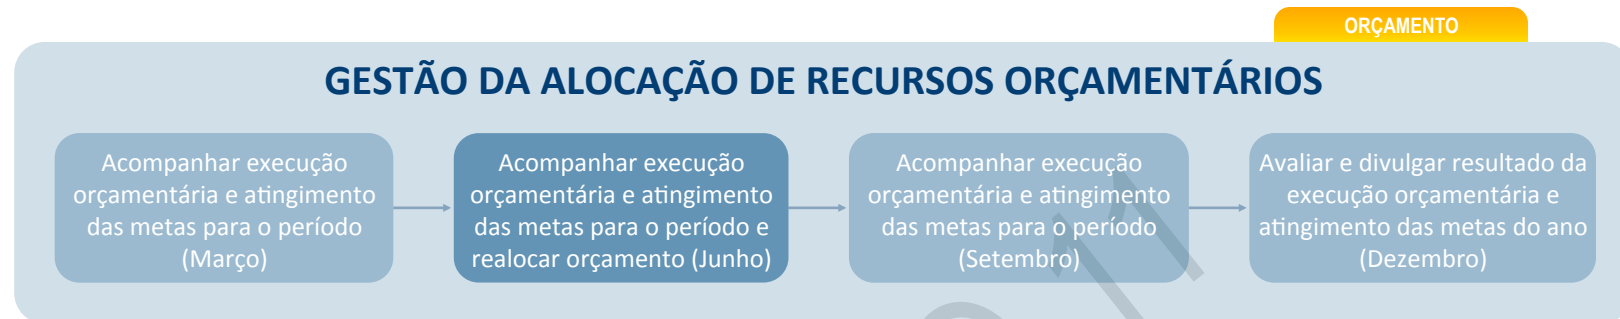 ORÇAMENTO
GESTÃO DA ALOCAÇÃO DE RECURSOS ORÇAMENTÁRIOS
Acompanhar execução
orçamentária e atingimento
das metas para o período
(Março)
Acompanhar execução
orçamentária e atingimento
das metas para o período e
realocar orçamento (Junho)
Acompanhar execução
orçamentária e atingimento
das metas para o período
(Setembro)
Avaliar e divulgar resultado da
execução orçamentária e
atingimento das metas do ano
(Dezembro)